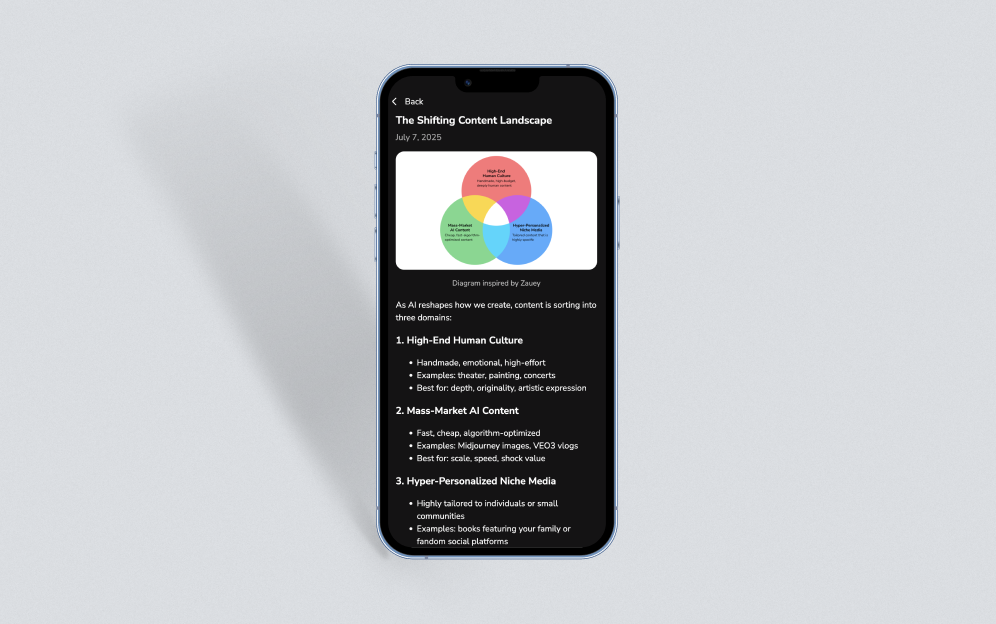 Back
The Shifting Content Landscape
July 7, 2025
High-End
Human Culture
Handmade, high-budget
deeply human content
Mass-Market
AI Content
Cheap, fast, algorithm-
optimized content
Hyper-Personalized
Niche Media
Tailored content that is
highly specific
Diagram inspired by Zauey
As AI reshapes how we create, content is sorting into
three domains:
1. High-End Human Culture
• Handmade, emotional, high-effort
• Examples: theater, painting, concerts
• Best for: depth, originality, artistic expression
2. Mass-Market AI Content
• Fast, cheap, algorithm-optimized
• Examples: Midjourney images, VEO3 vlogs
• Best for: scale, speed, shock value
3. Hyper-Personalized Niche Media
• Highly tailored to individuals or small
communities
• Examples: books featuring your family or
fandom social platforms